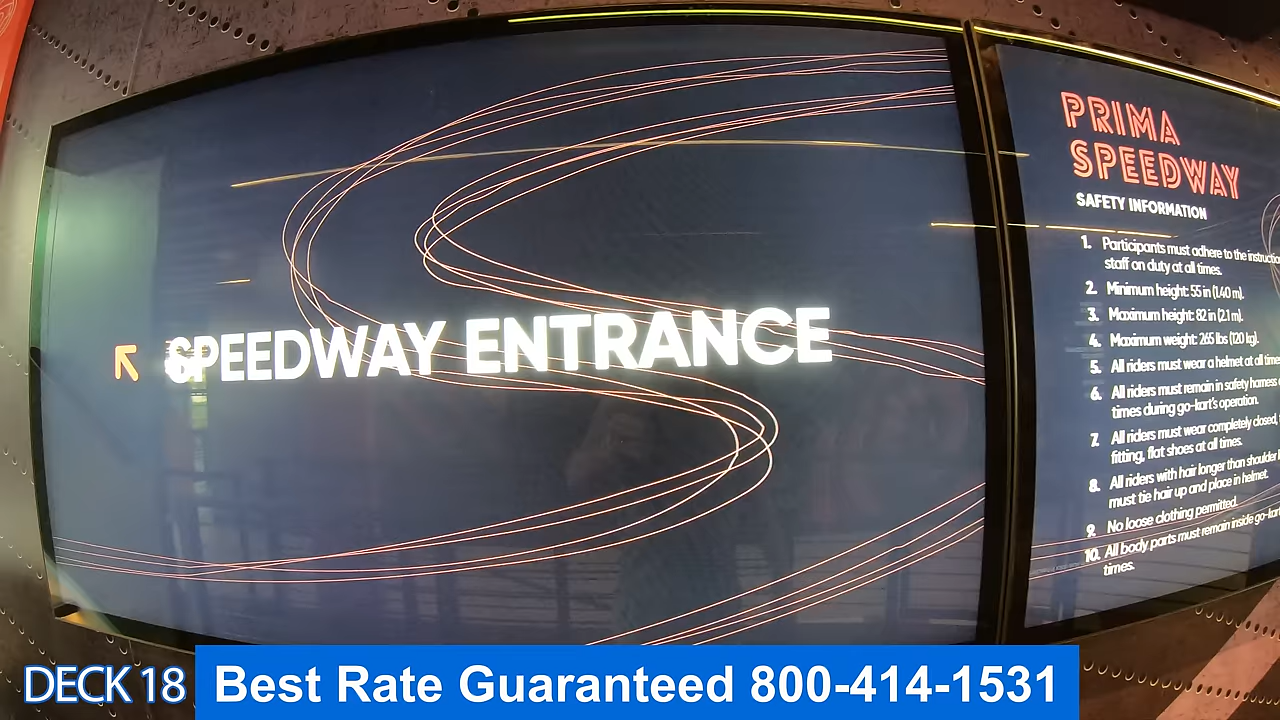 SPEEDWAY ENTRANCE
PRIMA
SPEEDWAY
SAFETY INFORMATION
1. Participants must adhere to the
staff on duty at all times.
2. Minimum height: 55 in (1.40 m).
3. Maximum height: 82 in (2.1 m).
4. Maximum weight: 265 lbs (120 kg).
5. All riders must wear a helmet at all
6. All riders must remain in safety harness
times during go-kart's operation.
7. All riders must wear completely closed,
fitting, flat shoes at all times.
8. All riders with hair longer than shoulder
must tie hair up and place in helmet.
9. No loose clothing permitted.
10. All body parts must remain inside
times.
DECK 18
Best Rate Guaranteed 800-414-1531